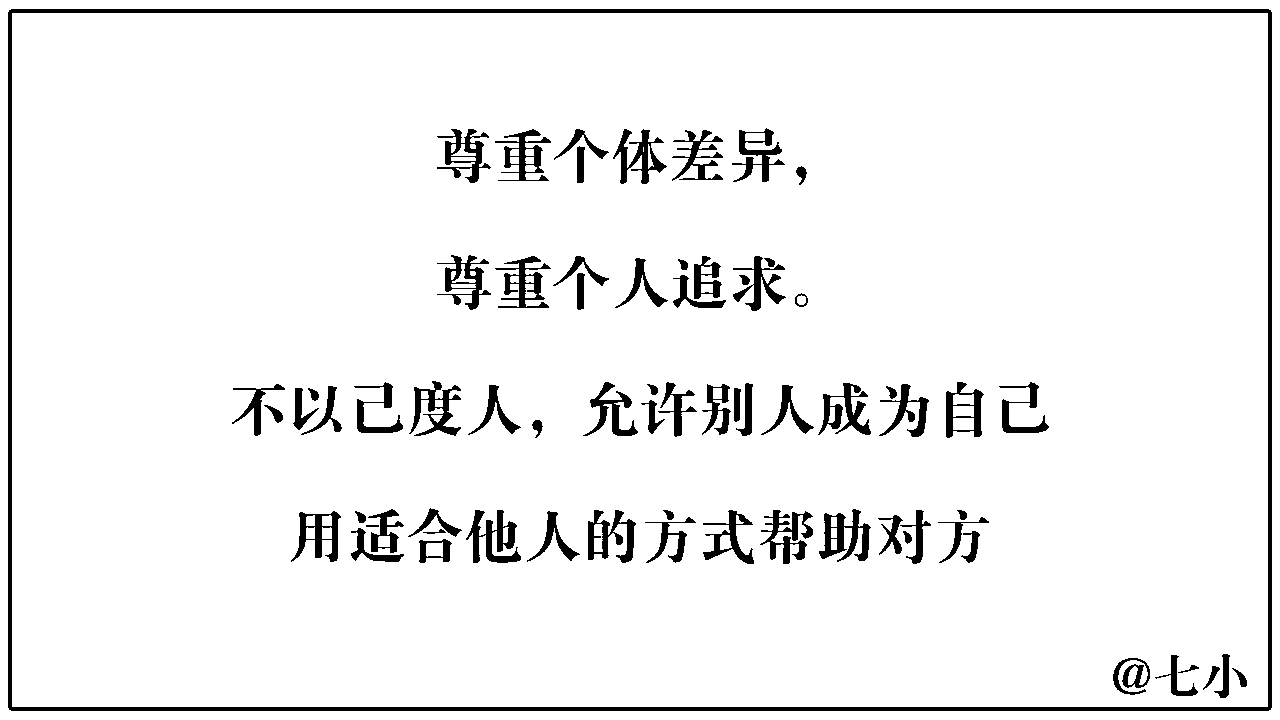 尊重个体差异，
尊重个人追求。
不以己度人，允许别人成为自己
用适合他人的方式帮助对方
@七小